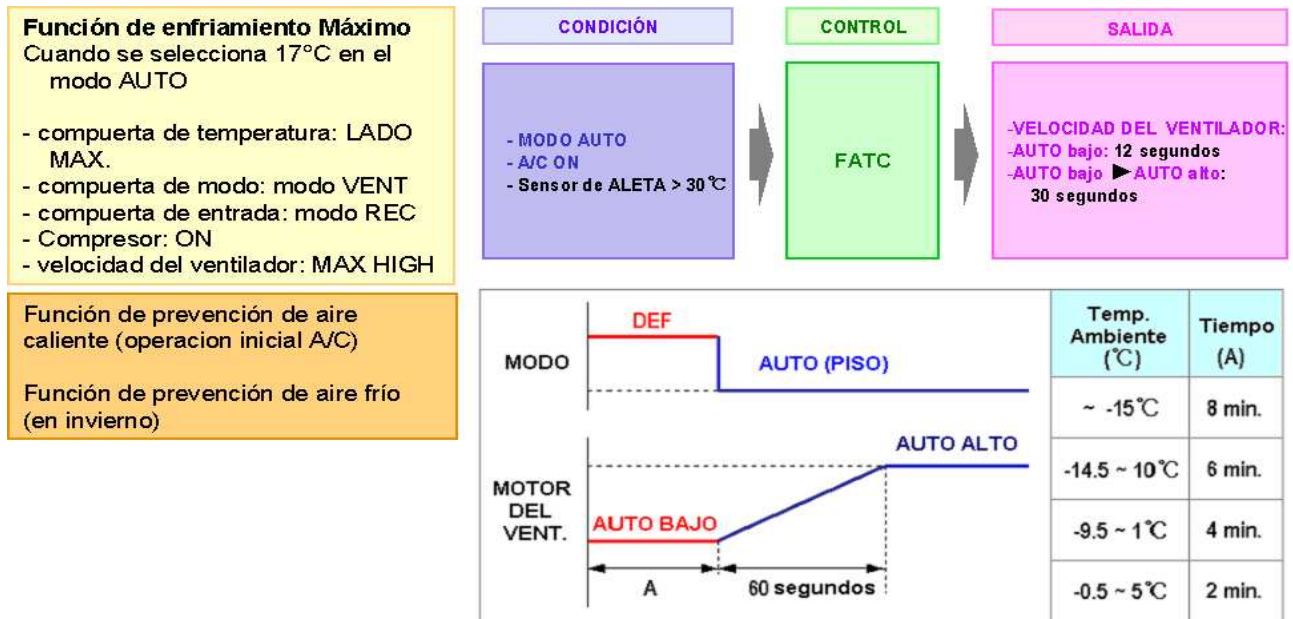 Función de enfriamiento Máximo
Cuando se selecciona 17°C en el
modo AUTO
- compuerta de temperatura: LADO
MAX.
- compuerta de modo: modo VENT
- compuerta de entrada: modo REC
- Compresor: ON
- velocidad del ventilador: MAX HIGH
Función de prevención de aire
caliente (operacion inicial A/C)
Función de prevención de aire frío
(en invierno)
CONDICIÓN
- MODO AUTO
- A/C ON
- Sensor de ALETA > 30℃
CONTROL
FATC
SALIDA
-VELOCIDAD DEL VENTILADOR:
-AUTO bajo: 12 segundos
-AUTO bajo ▶ AUTO alto:
30 segundos
MODO
DEF
AUTO (PISO)
MOTOR
DEL
VENT.
AUTO BAJO
AUTO ALTO
A
60 segundos
Temp.
Ambiente
(℃)
Tiempo
(A)
~ -15℃ 8 min.
-14.5 ~ 10℃ 6 min.
-9.5 ~ 1℃ 4 min.
-0.5 ~ 5℃ 2 min.